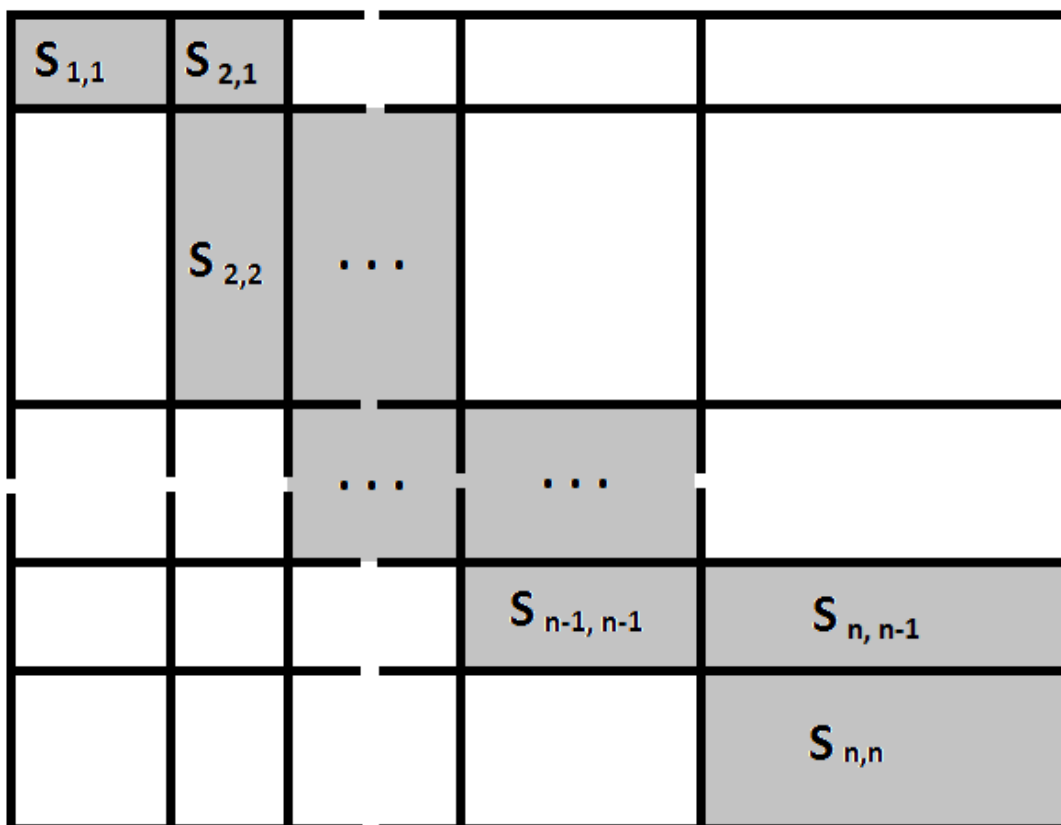 S 1,1 S 2,1
S 2,2 ...
... ...
S n-1, n-1 S n, n-1
S n,n